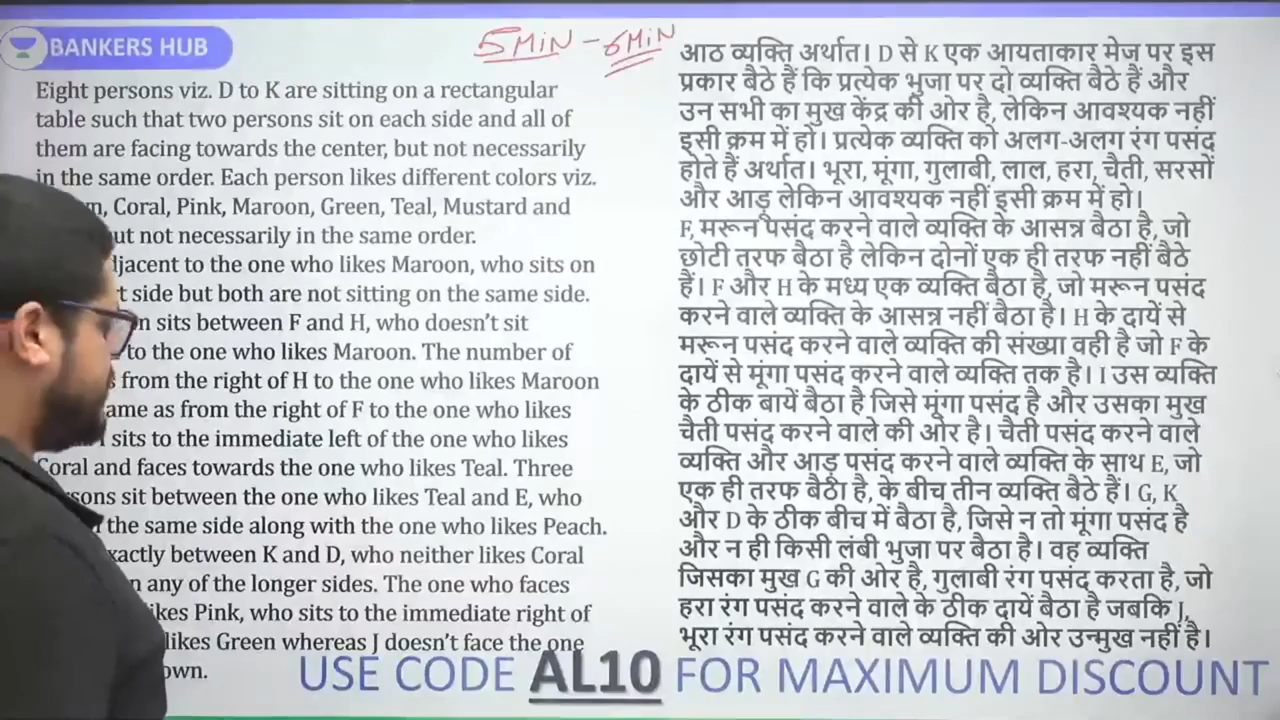 BANKERS HUB
5 MIN - 6 MIN
Eight persons viz. D to K are sitting on a rectangular
table such that two persons sit on each side and all of
them are facing towards the center, but not necessarily
in the same order. Each person likes different colors viz.
Coral, Pink, Maroon, Green, Teal, Mustard and
but not necessarily in the same order.
adjacent to the one who likes Maroon, who sits on
side but both are not sitting on the same side.
sits between F and H, who doesn't sit
to the one who likes Maroon. The number of
from the right of H to the one who likes Maroon
same as from the right of F to the one who likes
I sits to the immediate left of the one who likes
Coral and faces towards the one who likes Teal. Three
persons sit between the one who likes Teal and E, who
the same side along with the one who likes Peach.
exactly between K and D, who neither likes Coral
any of the longer sides. The one who faces
likes Pink, who sits to the immediate right of
likes Green whereas J doesn't face the one
आठ व्यक्ति अर्थात। D से K एक आयताकार मेज पर इस
प्रकार बैठे हैं कि प्रत्येक भुजा पर दो व्यक्ति बैठे हैं और
उन सभी का मुख केंद्र की ओर है, लेकिन आवश्यक नहीं
इसी क्रम में हो। प्रत्येक व्यक्ति को अलग-अलग रंग पसंद
होते हैं अर्थात। भूरा, मूंगा, गुलाबी, लाल, हरा, चैती, सरसों
और आड़ू लेकिन आवश्यक नहीं इसी क्रम में हो।
F, मरून पसंद करने वाले व्यक्ति के आसन्न बैठा है, जो
छोटी तरफ बैठा है लेकिन दोनों एक ही तरफ नहीं बैठे
हैं। F और H के मध्य एक व्यक्ति बैठा है, जो मरून पसंद
करने वाले व्यक्ति के आसन्न नहीं बैठा है। H के दायें से
मरून पसंद करने वाले व्यक्ति की संख्या वही है जो F के
दायें से मूंगा पसंद करने वाले व्यक्ति तक है। I उस व्यक्ति
के ठीक बायें बैठा है जिसे मूंगा पसंद है और उसका मुख
चैती पसंद करने वाले की ओर है। चैती पसंद करने वाले
व्यक्ति और आड़ू पसंद करने वाले व्यक्ति के साथ E, जो
एक ही तरफ बैठा है, के बीच तीन व्यक्ति बैठे हैं। G, K
और D के ठीक बीच में बैठा है, जिसे न तो मूंगा पसंद है
और न ही किसी लंबी भुजा पर बैठा है। वह व्यक्ति
जिसका मुख G की ओर है, गुलाबी रंग पसंद करता है, जो
हरा रंग पसंद करने वाले के ठीक दायें बैठा है जबकि J,
भूरा रंग पसंद करने वाले व्यक्ति की ओर उन्मुख नहीं है।
USE CODE AL10 FOR MAXIMUM DISCOUNT